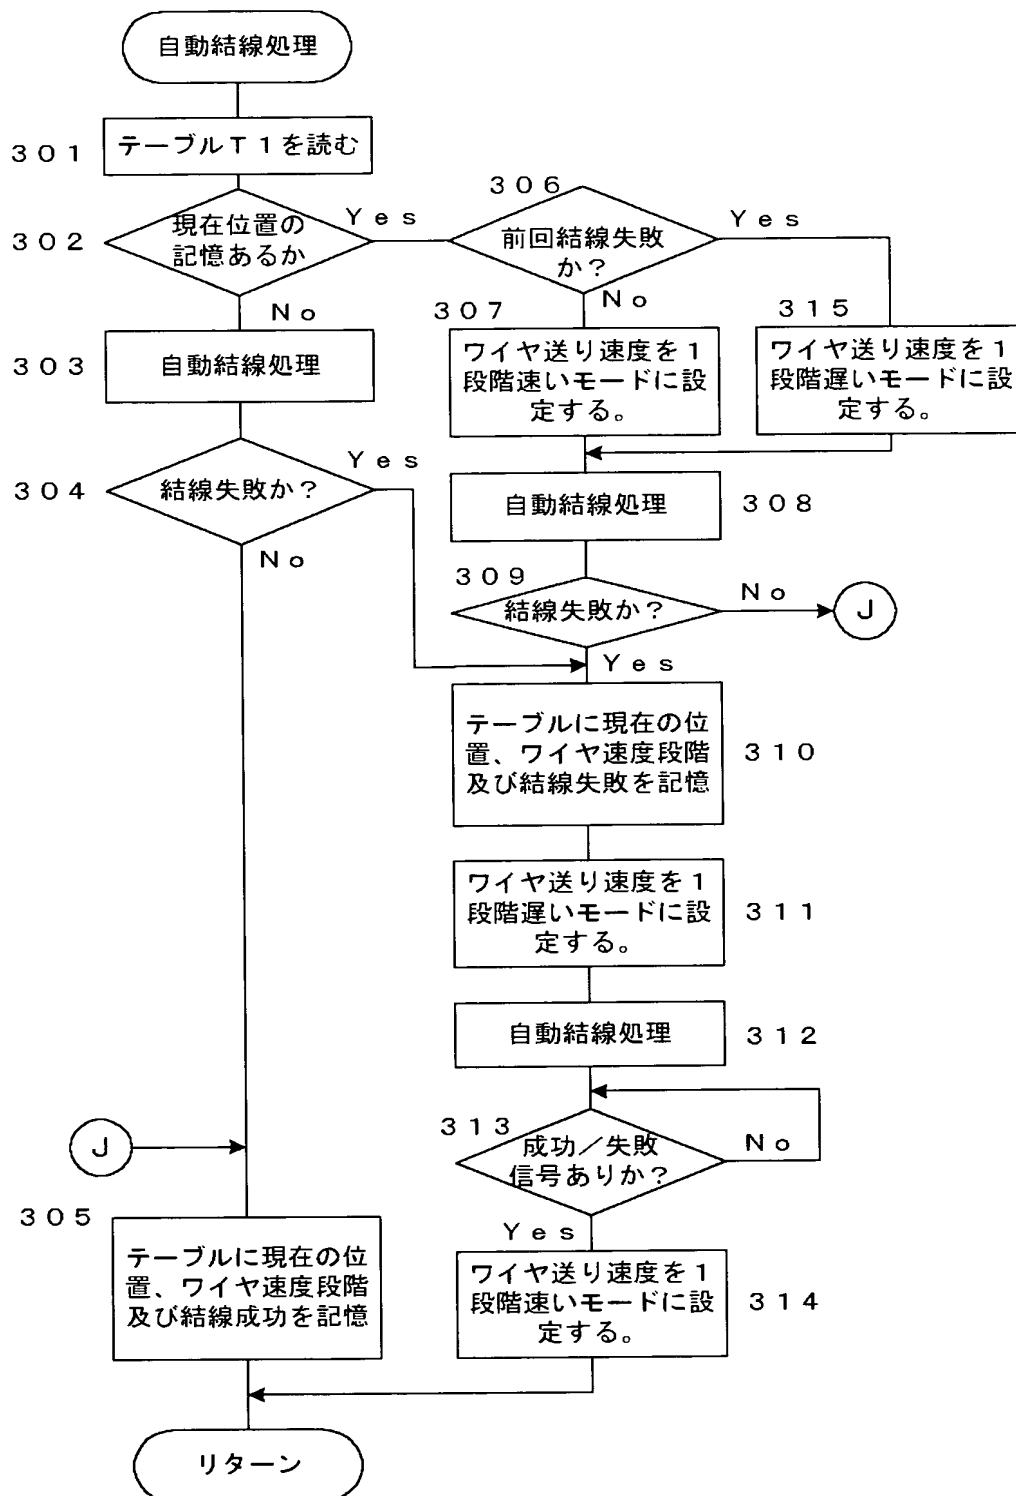 自動結線処理
301
テーブルT1を読む
302
現在位置の
記憶あるか
Yes
No
306
前回結線失敗
か?
Yes
No
303
自動結線処理
307
ワイヤ送り速度を1
段階速いモードに設
定する。
315
ワイヤ送り速度を1
段階遅いモードに設
定する。
304
結線失敗か?
Yes
No
自動結線処理
308
309
結線失敗か?
No
J
Yes
テーブルに現在の位
置、ワイヤ速度段階
及び結線失敗を記憶
310
ワイヤ送り速度を1
段階遅いモードに設
定する。
311
自動結線処理
312
313
成功/失敗
信号ありか?
No
Yes
J
305
テーブルに現在の位
置、ワイヤ速度段階
及び結線成功を記憶
ワイヤ送り速度を1
段階速いモードに設
定する。
314
リターン